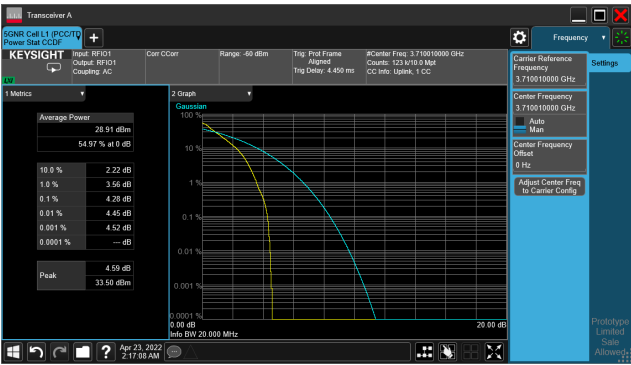 Transceiver A
5GNR Cell L1 (PCC/TD
Power Stat CCDF
Frequency
KEYSIGHT
LVI
Input: RFIO1
Output: RFIO1
Coupling: AC
Corr CCorr
Range: -60 dBm
Trig: Prot Frame
Aligned
Trig Delay: 4.450 ms
#Center Freq: 3.710010000 GHz
Counts: 123 k/10.0 Mpt
CC Info: Uplink, 1 CC
Carrier Reference
Frequency
3.710010000 GHz
Settings
Center Frequency
3.710010000 GHz
Auto
Man
Center Frequency
Offset
0 Hz
Adjust Center Freq
to Carrier Config
1 Metrics
Average Power
28.91 dBm
54.97 % at 0 dB
10.0 % 2.22 dB
1.0 % 3.56 dB
0.1 % 4.28 dB
0.01 % 4.45 dB
0.001 % 4.52 dB
0.0001 % --- dB
Peak
4.59 dB
33.50 dBm
2 Graph
Gaussian
100 %
10 %
1 %
0.1 %
0.01 %
0.001 %
0.0001 %
0.00 dB
20.00 dB
Info BW 20.000 MHz
Apr 23, 2022
2:17:08 AM
Prototype
Limited
Sale
Allowed